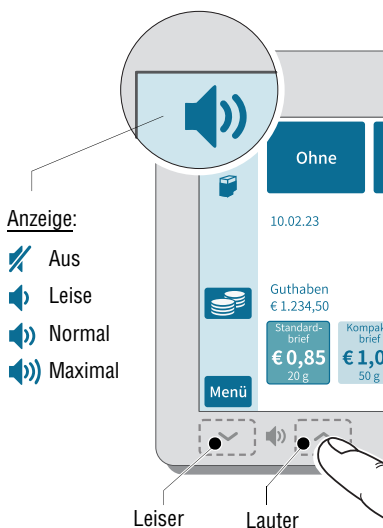 Ohne
10.02.23
Anzeige:
Aus
Leise
Normal
Maximal
Guthaben
€ 1.234,50
Standard-
brief
€ 0,85
20 g
Kompak
brief
€ 1,0
50 g
Menü
Leiser
Lauter